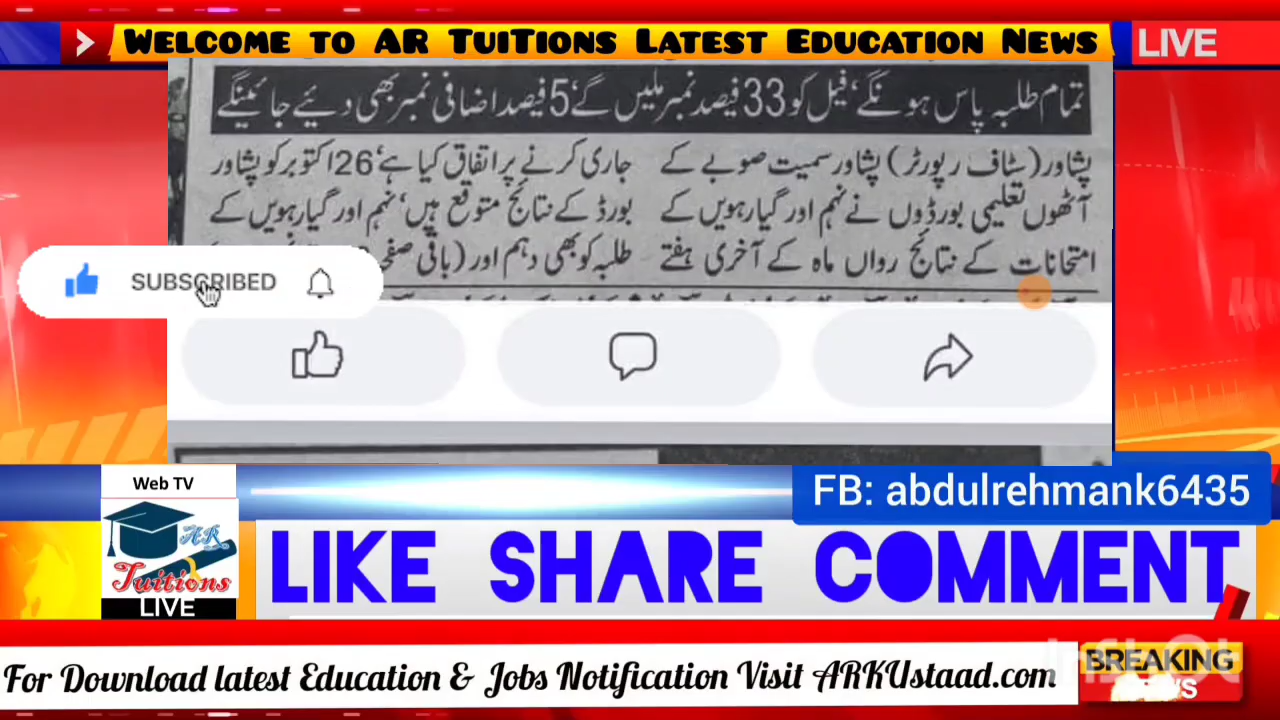 Welcome to AR TuiTions Latest Education News
LIVE
تمام طلبہ پاس ہونگے، فیل کو 33 فیصد نمبر ملیں گے، 5 فیصد اضافی نمبر بھی دئیے جائینگے
پشاور (سٹاف رپورٹر) پشاور سمیت صوبے کے
آٹھوں تعلیمی بورڈوں نے نہم اور گیارہویں کے
امتحانات کے نتائج رواں ماہ کے آخری ہفتے
جاری کرنے پر اتفاق کیا ہے، 26 اکتوبر کو پشاور
بورڈ کے نتائج متوقع ہیں، نہم اور گیارہویں کے
طلبہ کو بھی دہم اور (باقی
SUBSCRIBED
Web TV
AR
Tuitions
LIVE
FB: abdulrehmank6435
LIKE SHARE COMMENT
For Download latest Education & Jobs Notification Visit ARKUstaad.com
BREAKING
NEWS